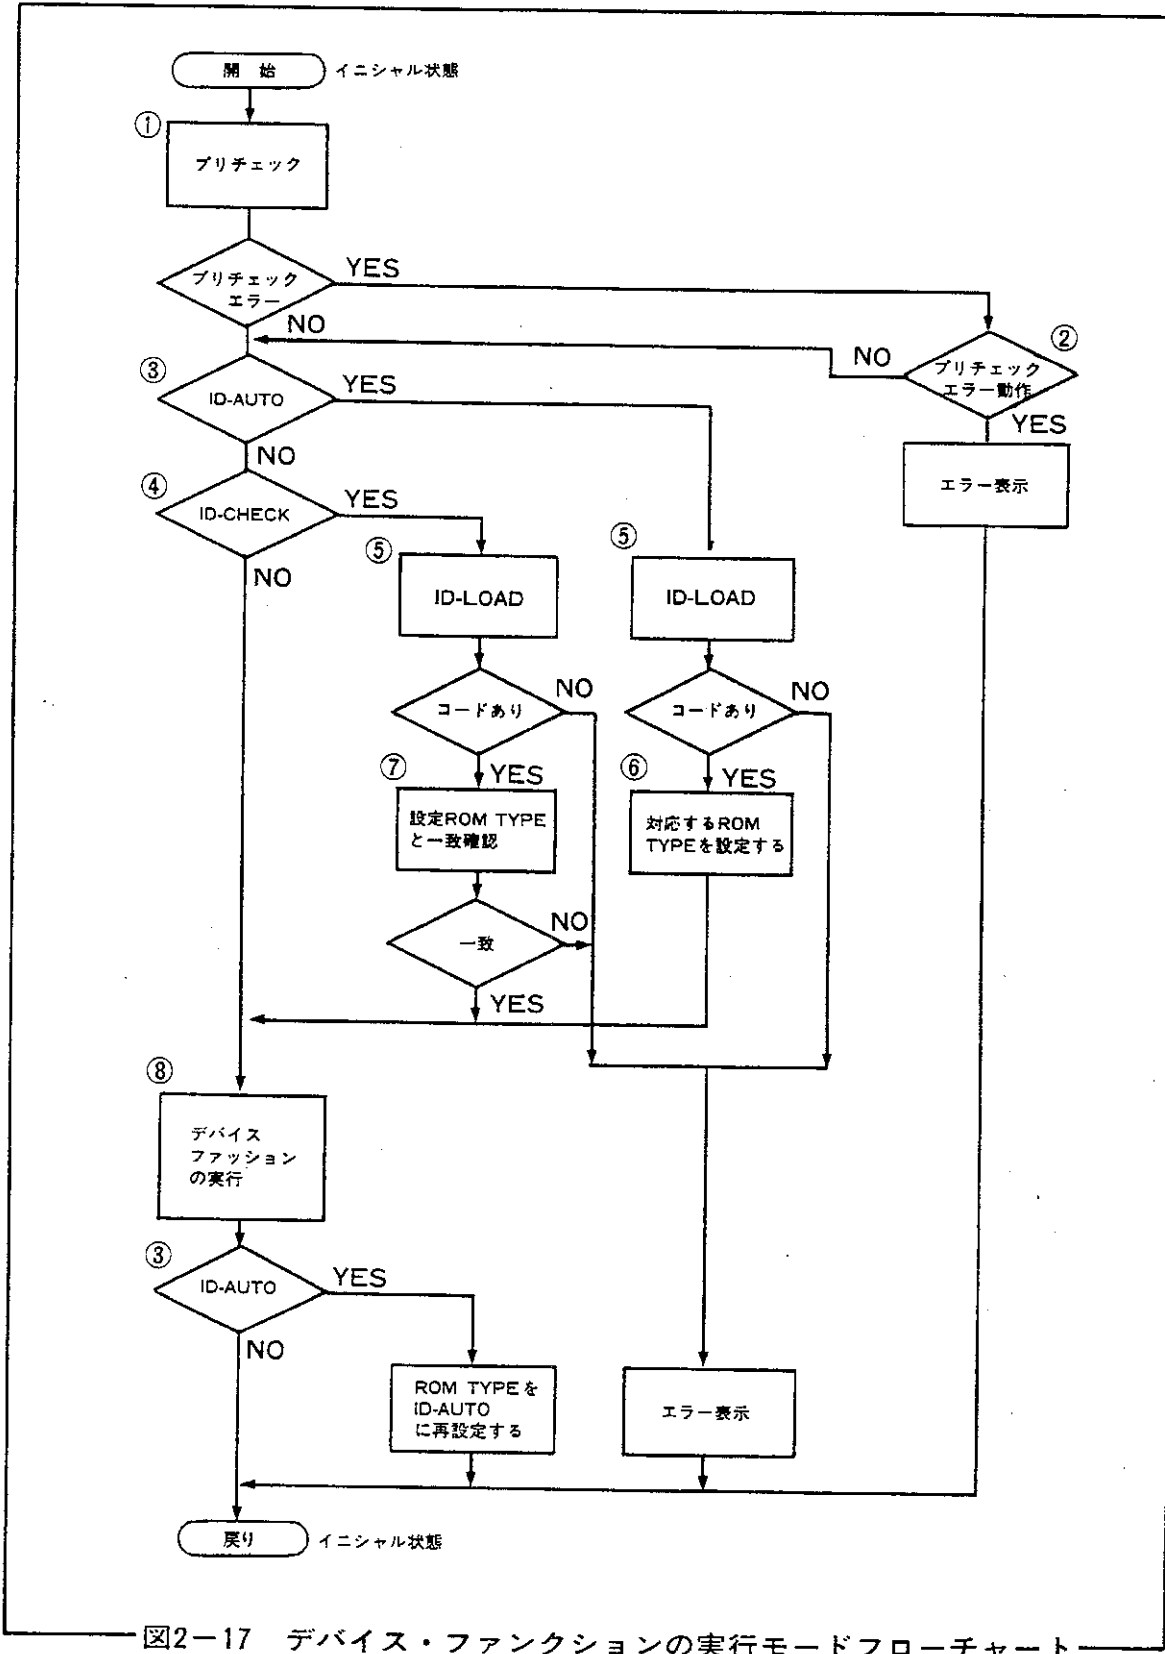 開 始
イニシャル状態
①
プリチェック
プリチェック
エラー
YES
NO
②
プリチェック
エラー動作
NO
YES
エラー表示
③
ID-AUTO
YES
NO
④
ID-CHECK
YES
NO
⑤
ID-LOAD
⑤
ID-LOAD
コードあり
NO
YES
コードあり
NO
YES
⑦
設定ROM TYPE
と一致確認
⑥
対応するROM
TYPEを設定する
一致
NO
YES
⑧
デバイス
ファッション
の実行
③
ID-AUTO
YES
NO
ROM TYPEを
ID-AUTO
に再設定する
エラー表示
戻り
イニシャル状態
図2-17 デバイス・ファンクションの実行モードフローチャート